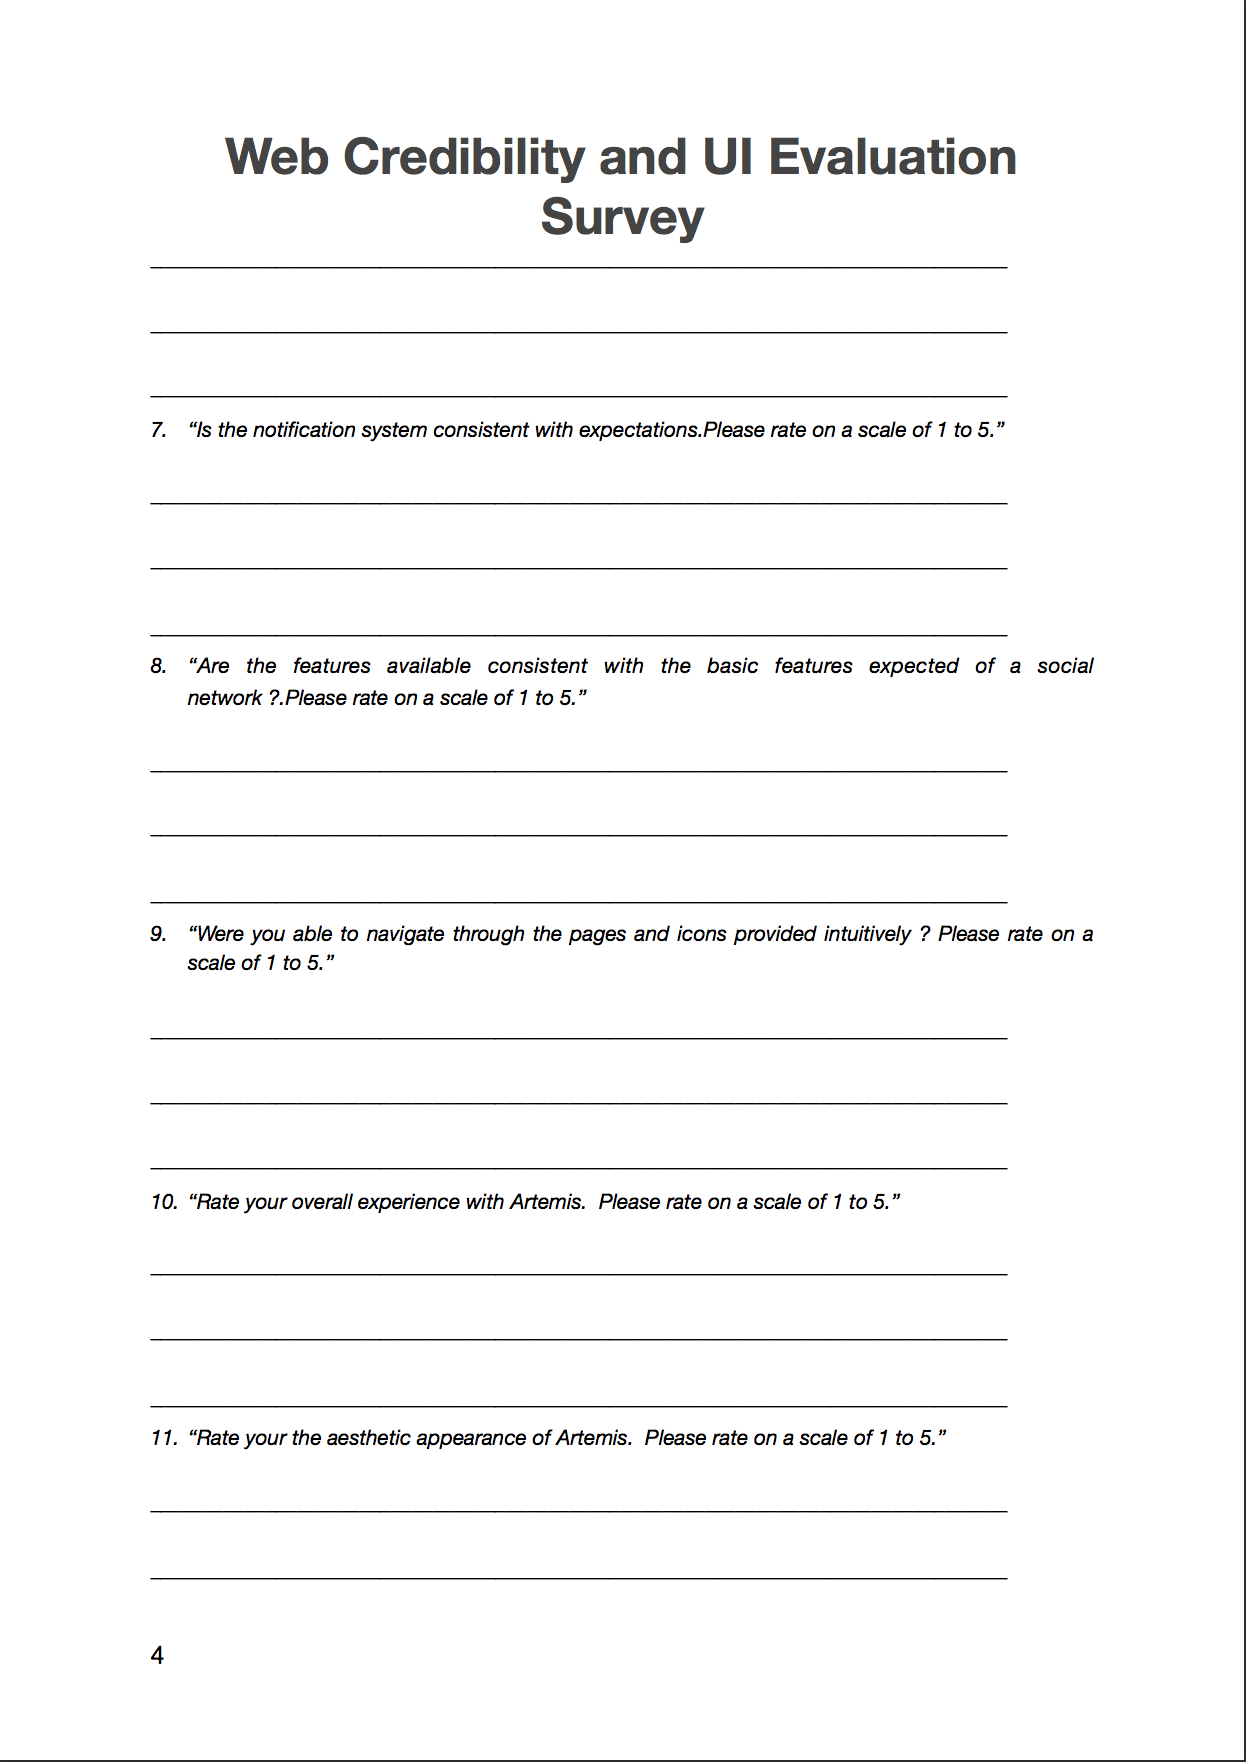 Web Credibility and UI Evaluation
Survey
7. “Is the notification system consistent with expectations.Please rate on a scale of 1 to 5.”
8. “Are the features available consistent with the basic features expected of a social
network ?.Please rate on a scale of 1 to 5.”
9. “Were you able to navigate through the pages and icons provided intuitively ? Please rate on a
scale of 1 to 5.”
10. “Rate your overall experience with Artemis.  Please rate on a scale of 1 to 5.”
11. “Rate your the aesthetic appearance of Artemis.  Please rate on a scale of 1 to 5.”
4